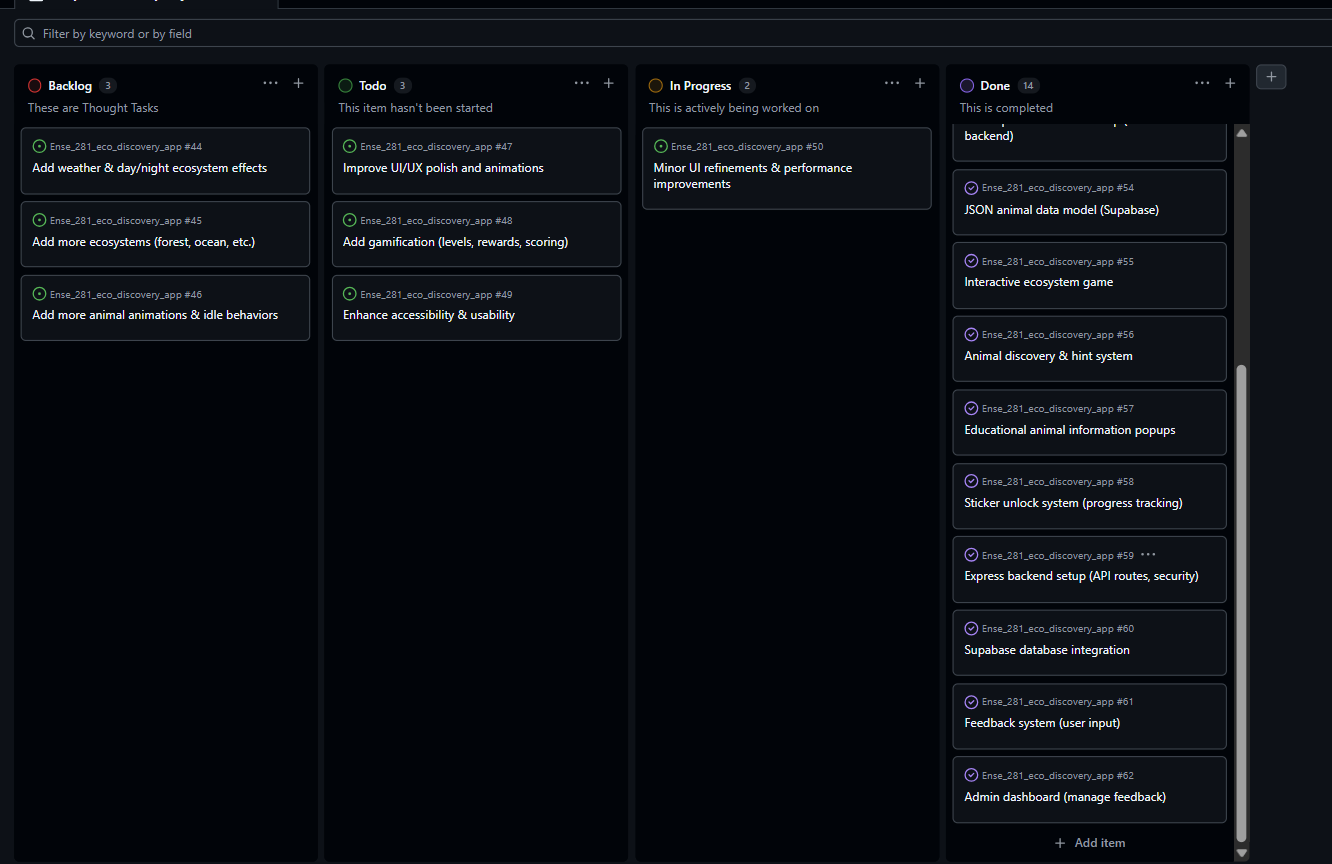 Filter by keyword or by field
Backlog 3
These are Thought Tasks
Ense_281_eco_discovery_app #44
Add weather & day/night ecosystem effects
Ense_281_eco_discovery_app #45
Add more ecosystems (forest, ocean, etc.)
Ense_281_eco_discovery_app #46
Add more animal animations & idle behaviors
Todo 3
This item hasn't been started
Ense_281_eco_discovery_app #47
Improve UI/UX polish and animations
Ense_281_eco_discovery_app #48
Add gamification (levels, rewards, scoring)
Ense_281_eco_discovery_app #49
Enhance accessibility & usability
In Progress 2
This is actively being worked on
Ense_281_eco_discovery_app #50
Minor UI refinements & performance
improvements
Done 14
This is completed
backend)
Ense_281_eco_discovery_app #54
JSON animal data model (Supabase)
Ense_281_eco_discovery_app #55
Interactive ecosystem game
Ense_281_eco_discovery_app #56
Animal discovery & hint system
Ense_281_eco_discovery_app #57
Educational animal information popups
Ense_281_eco_discovery_app #58
Sticker unlock system (progress tracking)
Ense_281_eco_discovery_app #59
Express backend setup (API routes, security)
Ense_281_eco_discovery_app #60
Supabase database integration
Ense_281_eco_discovery_app #61
Feedback system (user input)
Ense_281_eco_discovery_app #62
Admin dashboard (manage feedback)
Add item